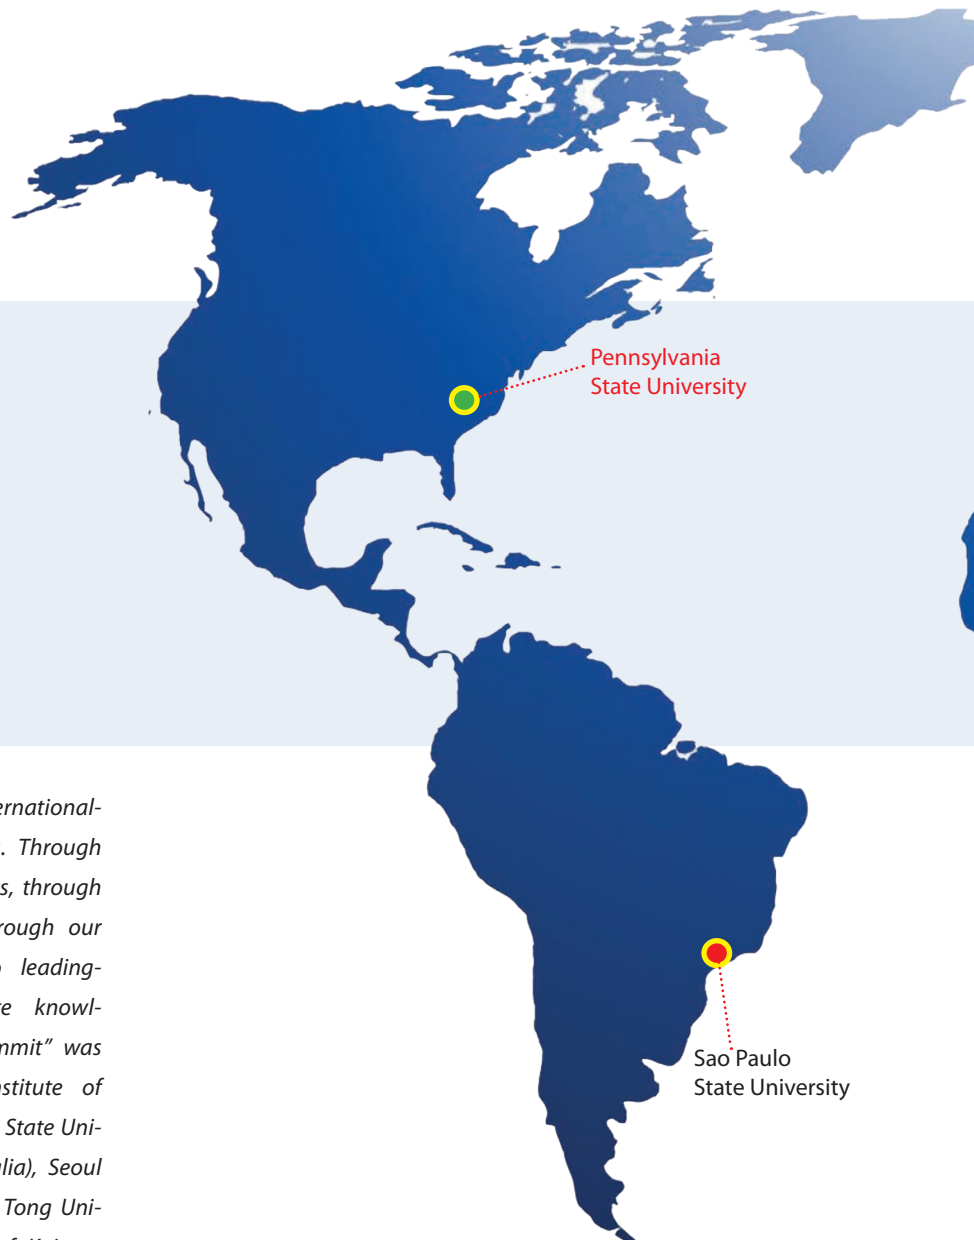 Pennsylvania
State University
ernational-
. Through
s, through
rough our
leading-
e knowl-
mmit” was
stitute of
State Uni-
lia), Seoul
Tong Uni-
Sao Paulo
State University